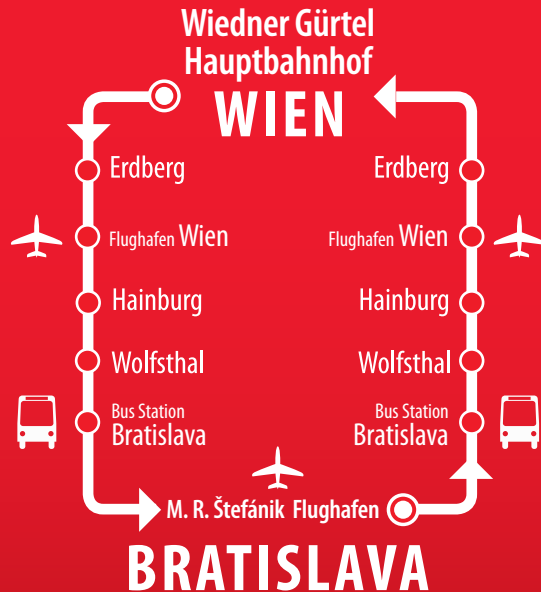 Wiedner Gürtel
Hauptbahnhof
WIEN
Erdberg
Flughafen Wien
Hainburg
Wolfsthal
Bus Station
Bratislava
Erdberg
Flughafen Wien
Hainburg
Wolfsthal
Bus Station
Bratislava
M. R. Štefánik Flughafen
BRATISLAVA